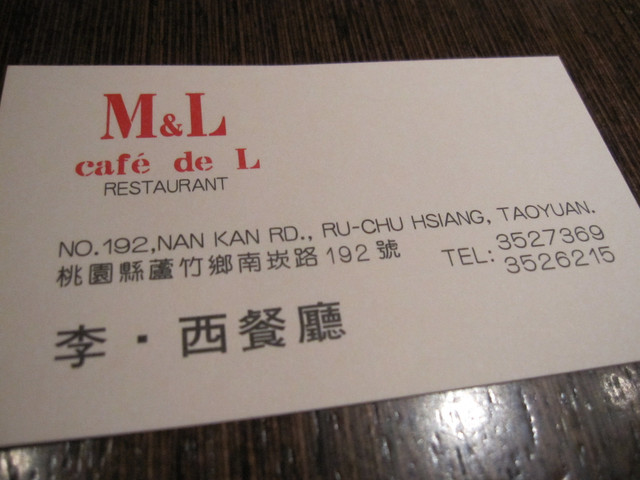 M&L
café de L
RESTAURANT
NO.192,NAN KAN RD., RU-CHU HSIANG, TAOYUAN.
桃園縣蘆竹鄉南崁路192號
TEL: 3527369
3526215
李·西餐廳